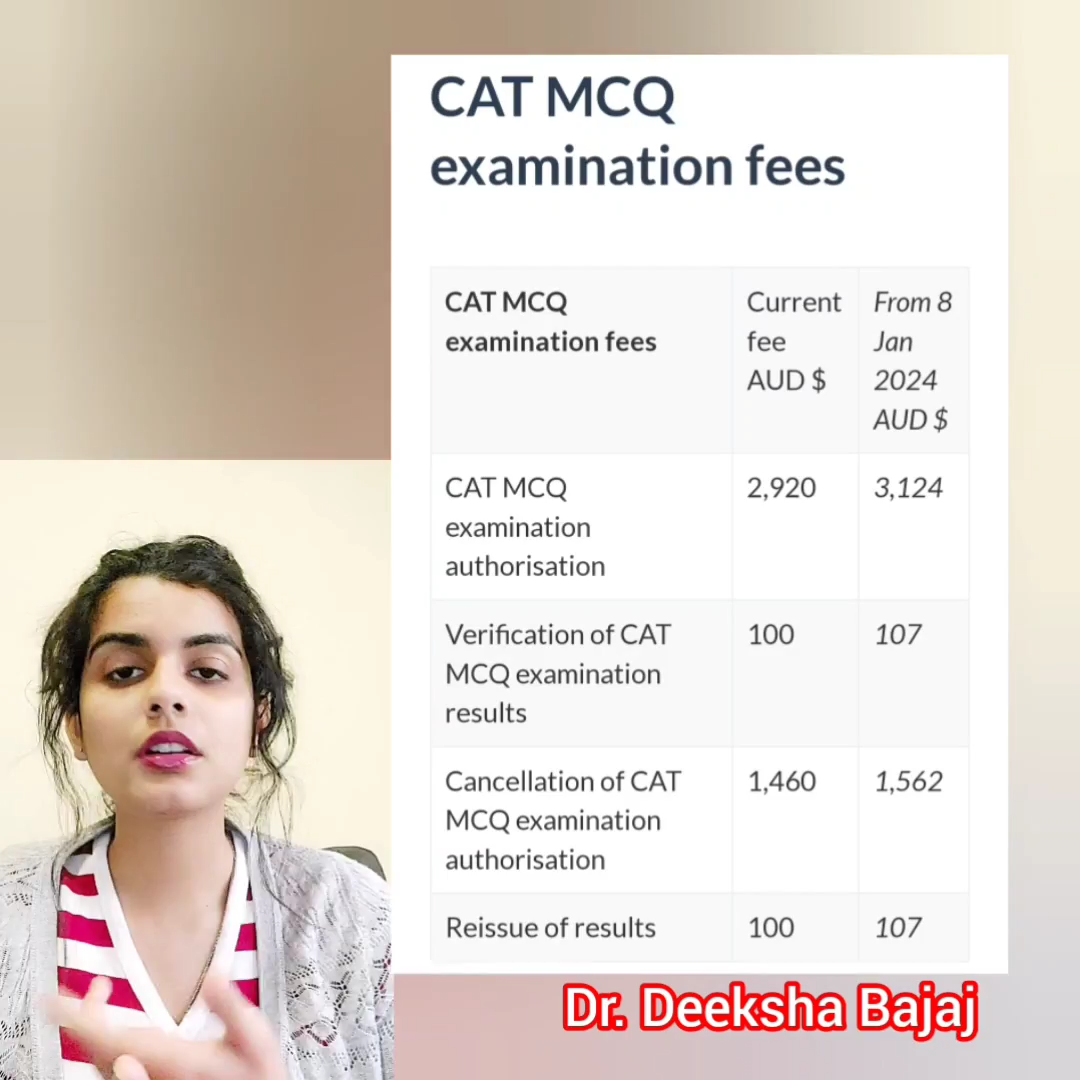 CAT MCQ
examination fees
CAT MCQ
examination fees
Current
fee
AUD $
From 8
Jan
2024
AUD $
CAT MCQ
examination
authorisation
2,920
3,124
Verification of CAT
MCQ examination
results
100
107
Cancellation of CAT
MCQ examination
authorisation
1,460
1,562
Reissue of results
100
107
Dr. Deeksha Bajaj